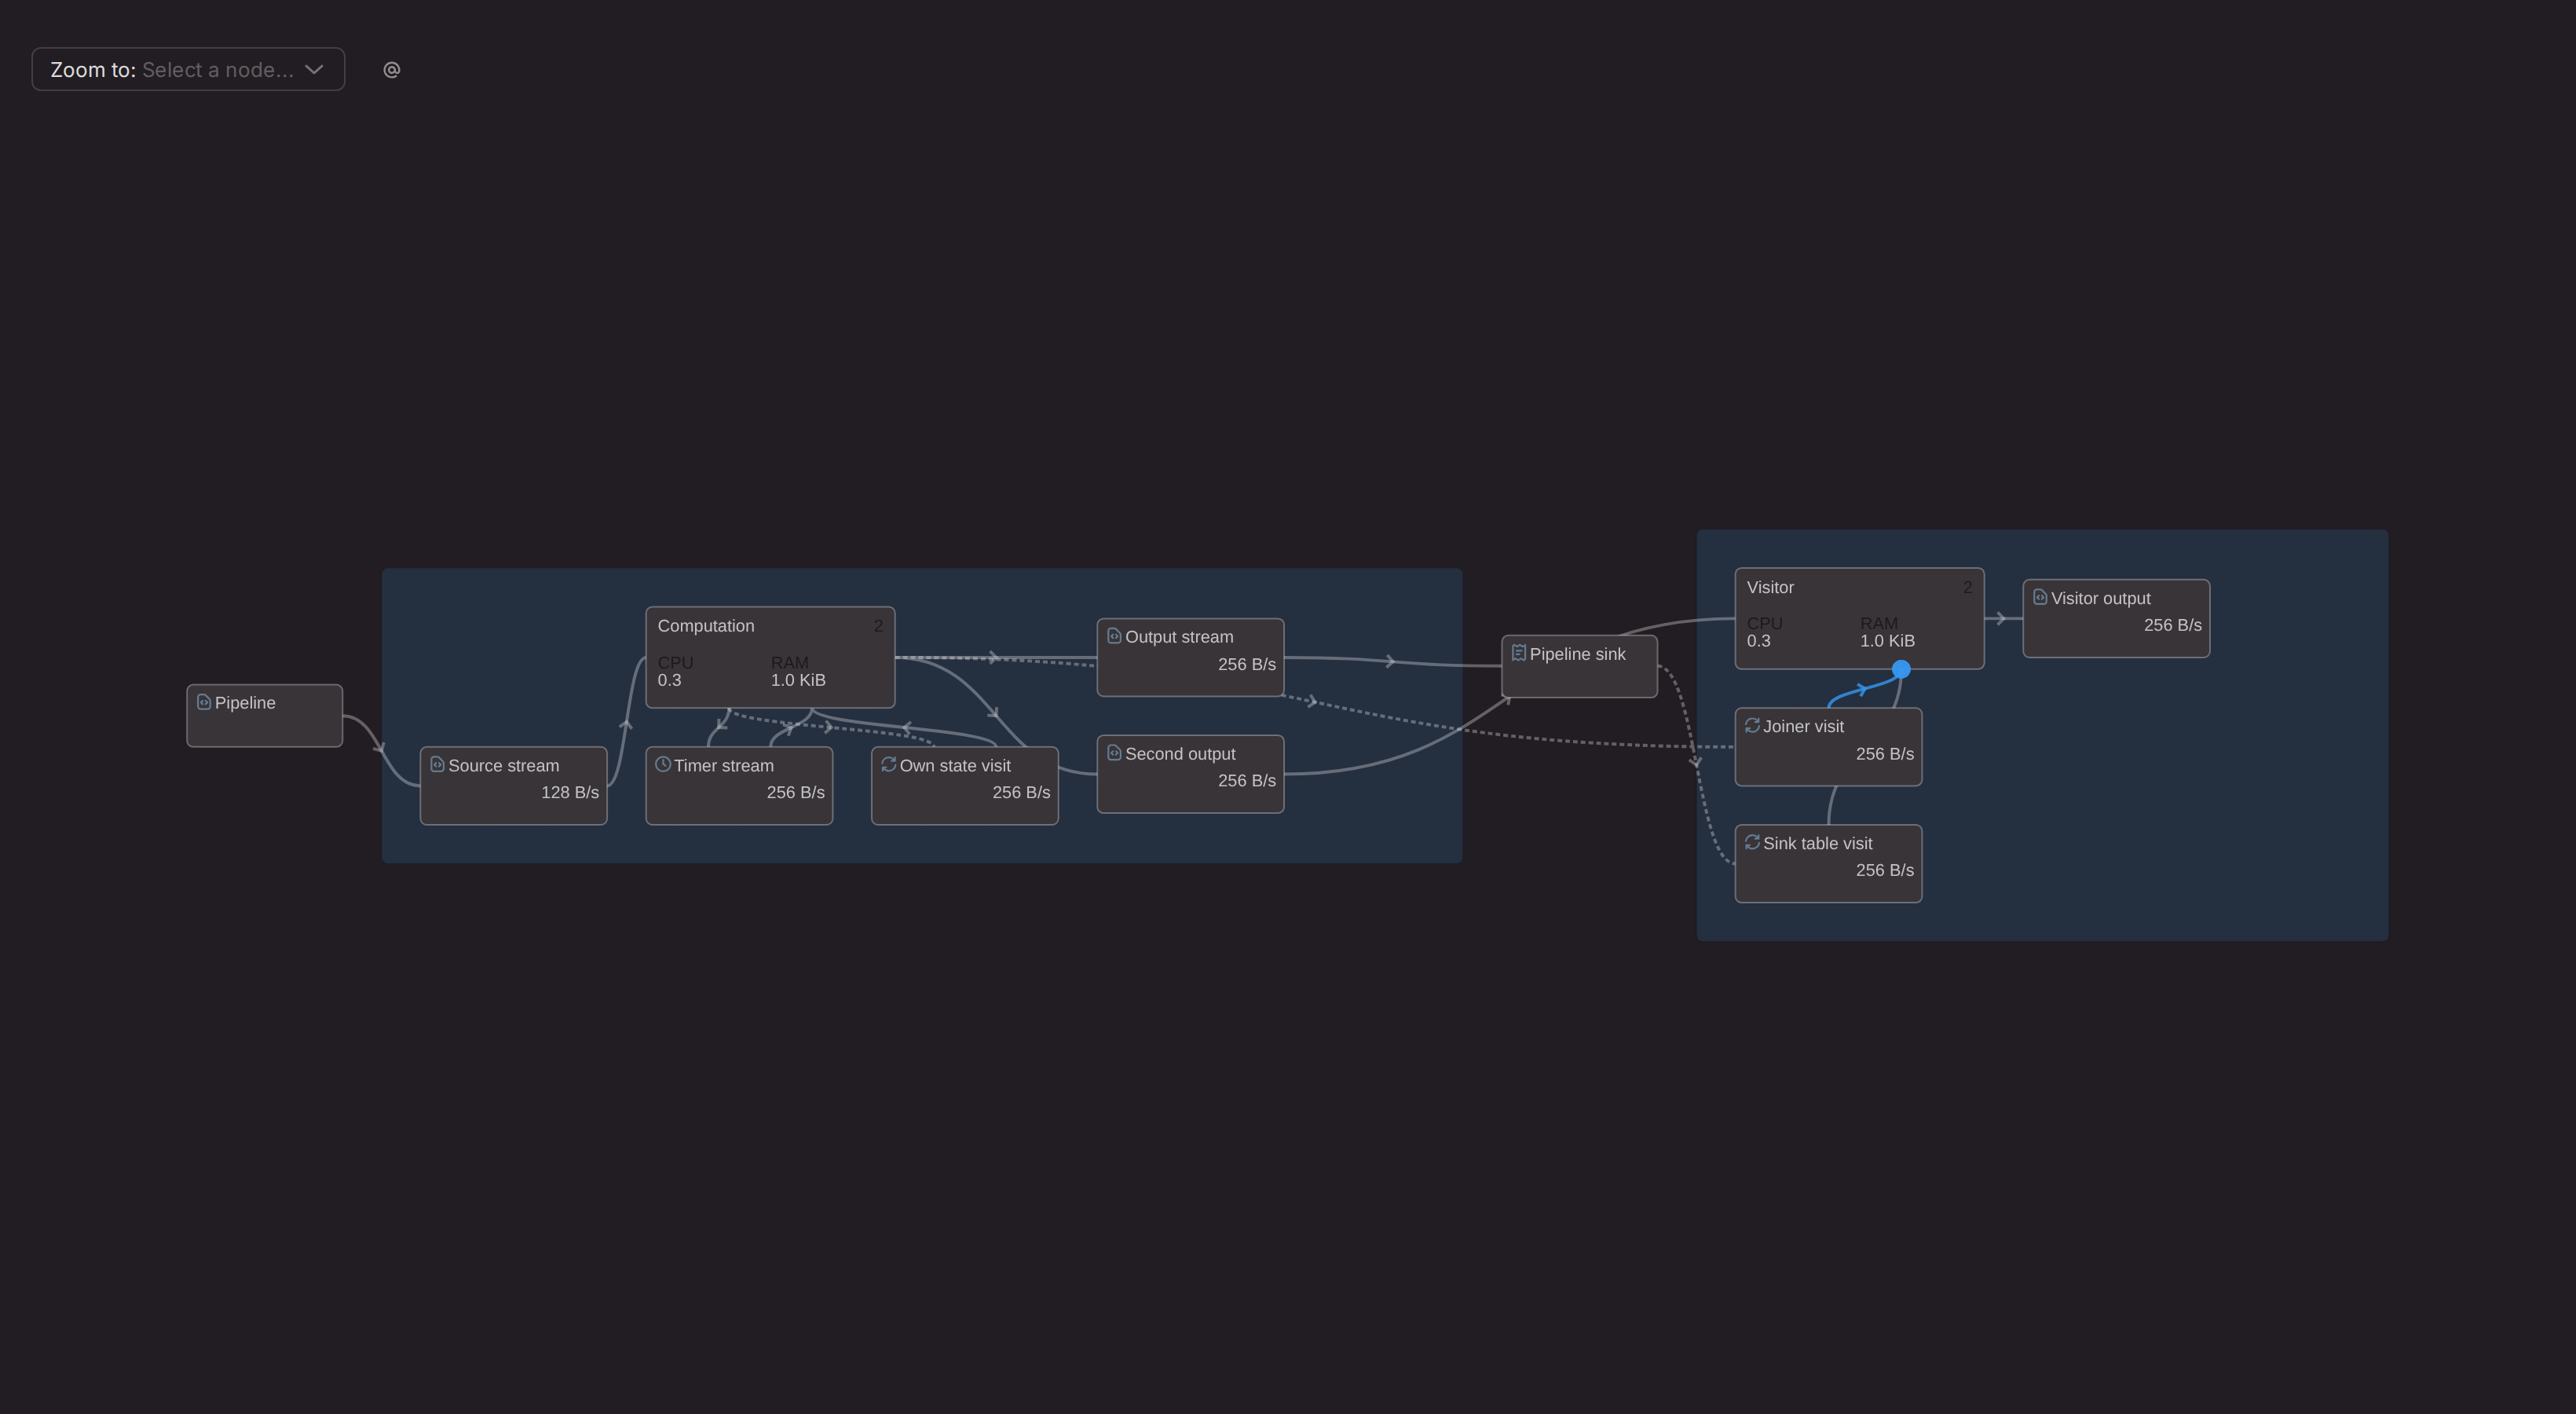 Zoom to: Select a node...
@
Pipeline
Source stream
128 B/s
Computation 2
CPU RAM
0.3 1.0 KiB
Timer stream
256 B/s
Own state visit
256 B/s
Output stream
256 B/s
Second output
256 B/s
Pipeline sink
Visitor 2
CPU RAM
0.3 1.0 KiB
Joiner visit
256 B/s
Sink table visit
256 B/s
Visitor output
256 B/s